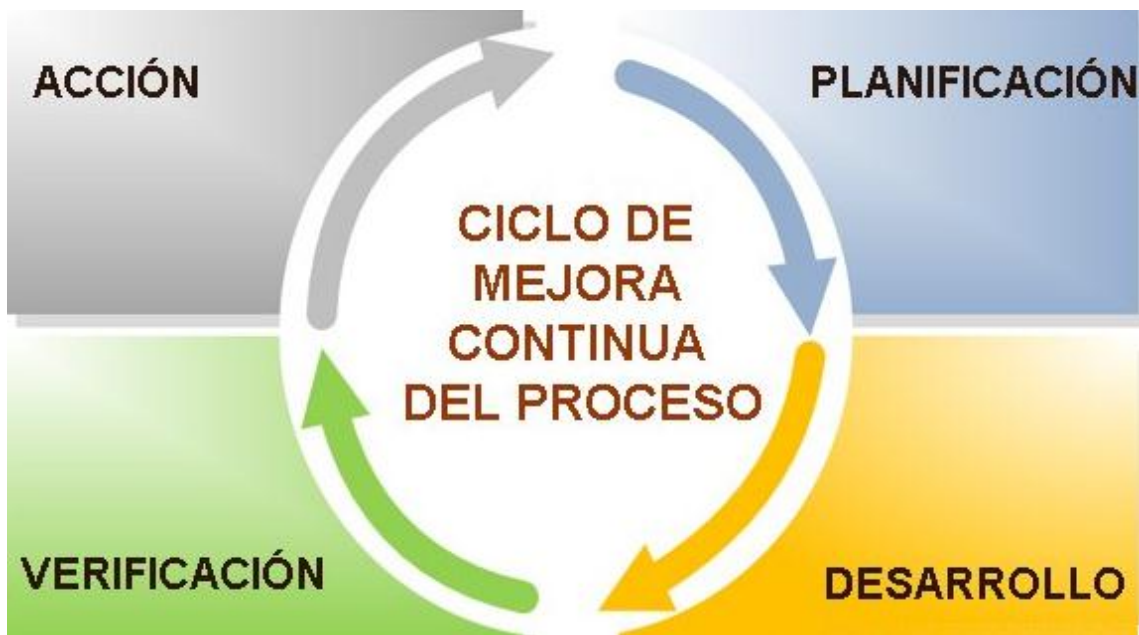 ACCIÓN
PLANIFICACIÓN
CICLO DE
MEJORA
CONTINUA
DEL PROCESO
VERIFICACIÓN
DESARROLLO